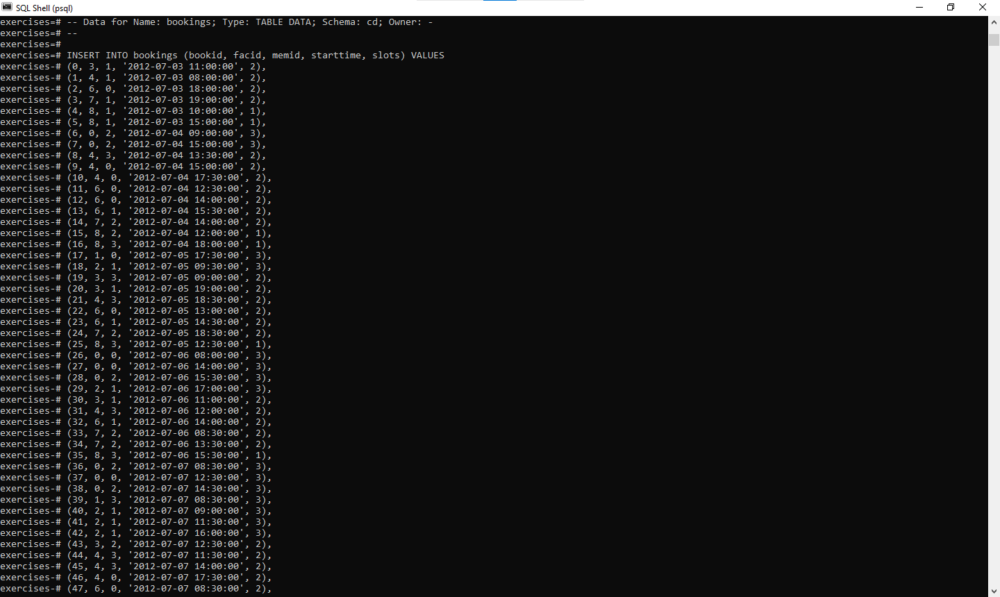 SQL Shell (psql)
exercises=# -- Data for Name: bookings; Type: TABLE DATA; Schema: cd; Owner: -
exercises=# --
exercises=#
exercises=# INSERT INTO bookings (bookid, facid, memid, starttime, slots) VALUES
exercises-# (0, 3, 1, '2012-07-03 11:00:00', 2),
exercises-# (1, 4, 1, '2012-07-03 08:00:00', 2),
exercises-# (2, 6, 0, '2012-07-03 18:00:00', 2),
exercises-# (3, 7, 1, '2012-07-03 19:00:00', 2),
exercises-# (4, 8, 1, '2012-07-03 10:00:00', 1),
exercises-# (5, 8, 1, '2012-07-03 15:00:00', 1),
exercises-# (6, 0, 2, '2012-07-04 09:00:00', 3),
exercises-# (7, 0, 2, '2012-07-04 15:00:00', 3),
exercises-# (8, 4, 3, '2012-07-04 13:30:00', 2),
exercises-# (9, 4, 0, '2012-07-04 15:00:00', 2),
exercises-# (10, 4, 0, '2012-07-04 17:30:00', 2),
exercises-# (11, 6, 0, '2012-07-04 12:30:00', 2),
exercises-# (12, 6, 0, '2012-07-04 14:00:00', 2),
exercises-# (13, 6, 1, '2012-07-04 15:30:00', 2),
exercises-# (14, 7, 2, '2012-07-04 14:00:00', 2),
exercises-# (15, 8, 2, '2012-07-04 12:00:00', 1),
exercises-# (16, 8, 3, '2012-07-04 18:00:00', 1),
exercises-# (17, 1, 0, '2012-07-05 17:30:00', 3),
exercises-# (18, 2, 1, '2012-07-05 09:30:00', 3),
exercises-# (19, 3, 3, '2012-07-05 09:00:00', 2),
exercises-# (20, 3, 1, '2012-07-05 19:00:00', 2),
exercises-# (21, 4, 3, '2012-07-05 18:30:00', 2),
exercises-# (22, 6, 0, '2012-07-05 13:00:00', 2),
exercises-# (23, 6, 1, '2012-07-05 14:30:00', 2),
exercises-# (24, 7, 2, '2012-07-05 18:30:00', 2),
exercises-# (25, 8, 3, '2012-07-05 12:30:00', 1),
exercises-# (26, 0, 0, '2012-07-06 08:00:00', 3),
exercises-# (27, 0, 0, '2012-07-06 14:00:00', 3),
exercises-# (28, 0, 2, '2012-07-06 15:30:00', 3),
exercises-# (29, 2, 1, '2012-07-06 17:00:00', 3),
exercises-# (30, 3, 1, '2012-07-06 11:00:00', 2),
exercises-# (31, 4, 3, '2012-07-06 12:00:00', 2),
exercises-# (32, 6, 1, '2012-07-06 14:00:00', 2),
exercises-# (33, 7, 2, '2012-07-06 08:30:00', 2),
exercises-# (34, 7, 2, '2012-07-06 13:30:00', 2),
exercises-# (35, 8, 3, '2012-07-06 15:30:00', 1),
exercises-# (36, 0, 2, '2012-07-07 08:30:00', 3),
exercises-# (37, 0, 0, '2012-07-07 12:30:00', 3),
exercises-# (38, 0, 2, '2012-07-07 14:30:00', 3),
exercises-# (39, 1, 3, '2012-07-07 08:30:00', 3),
exercises-# (40, 2, 1, '2012-07-07 09:00:00', 3),
exercises-# (41, 2, 1, '2012-07-07 11:30:00', 3),
exercises-# (42, 2, 1, '2012-07-07 16:00:00', 3),
exercises-# (43, 3, 2, '2012-07-07 12:30:00', 2),
exercises-# (44, 4, 3, '2012-07-07 11:30:00', 2),
exercises-# (45, 4, 3, '2012-07-07 14:00:00', 2),
exercises-# (46, 4, 0, '2012-07-07 17:30:00', 2),
exercises-# (47, 6, 0, '2012-07-07 08:30:00', 2),